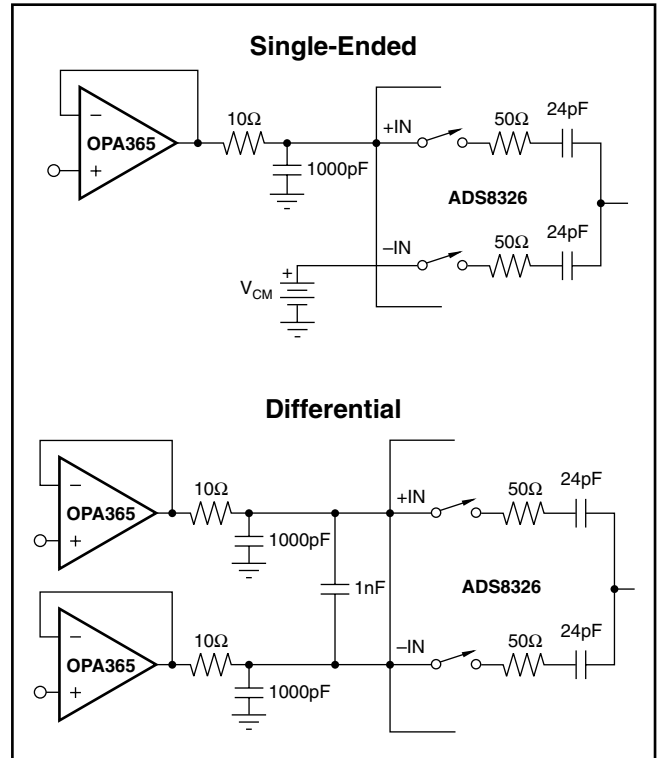 Single-Ended
−
OPA365
+
10Ω
1000pF
+IN
50Ω
24pF
ADS8326
−IN
50Ω
24pF
+
VCM
Differential
−
OPA365
+
10Ω
1000pF
+IN
50Ω
24pF
1nF
ADS8326
−
OPA365
+
10Ω
1000pF
−IN
50Ω
24pF